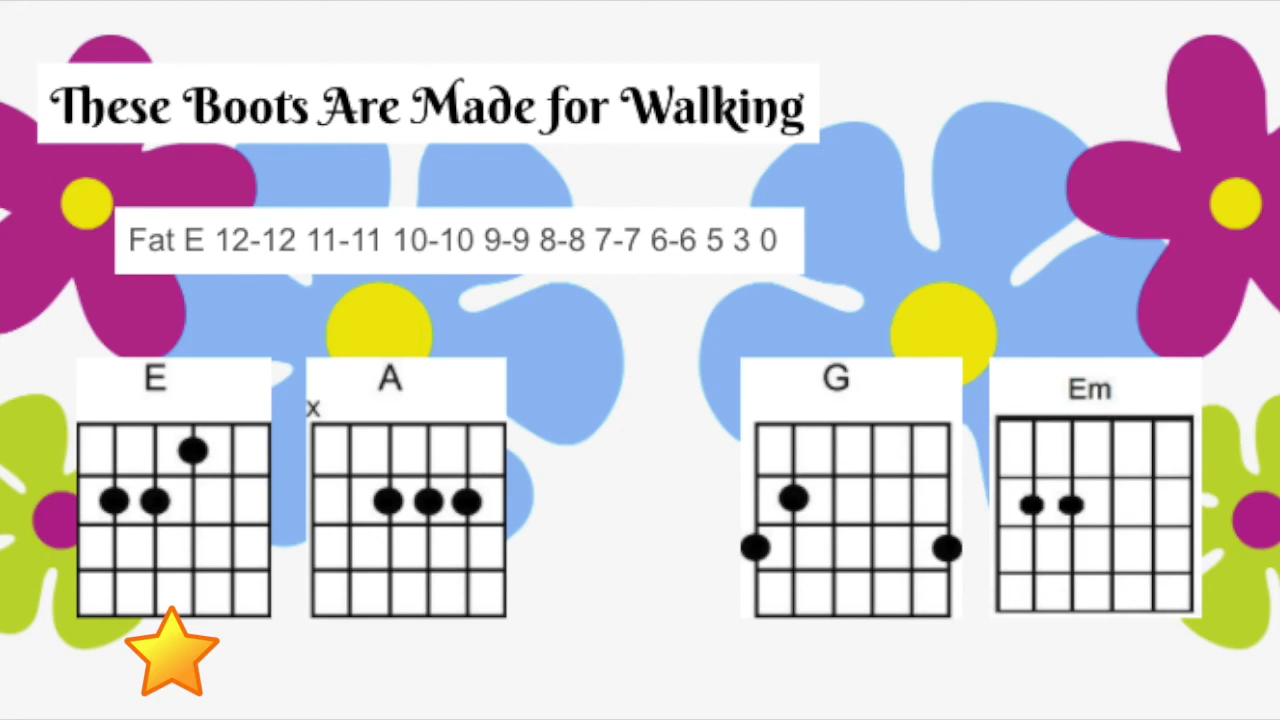 These Boots Are Made for Walking
Fat E 12-12 11-11 10-10 9-9 8-8 7-7 6-6 5 3 0
E A G Em
x